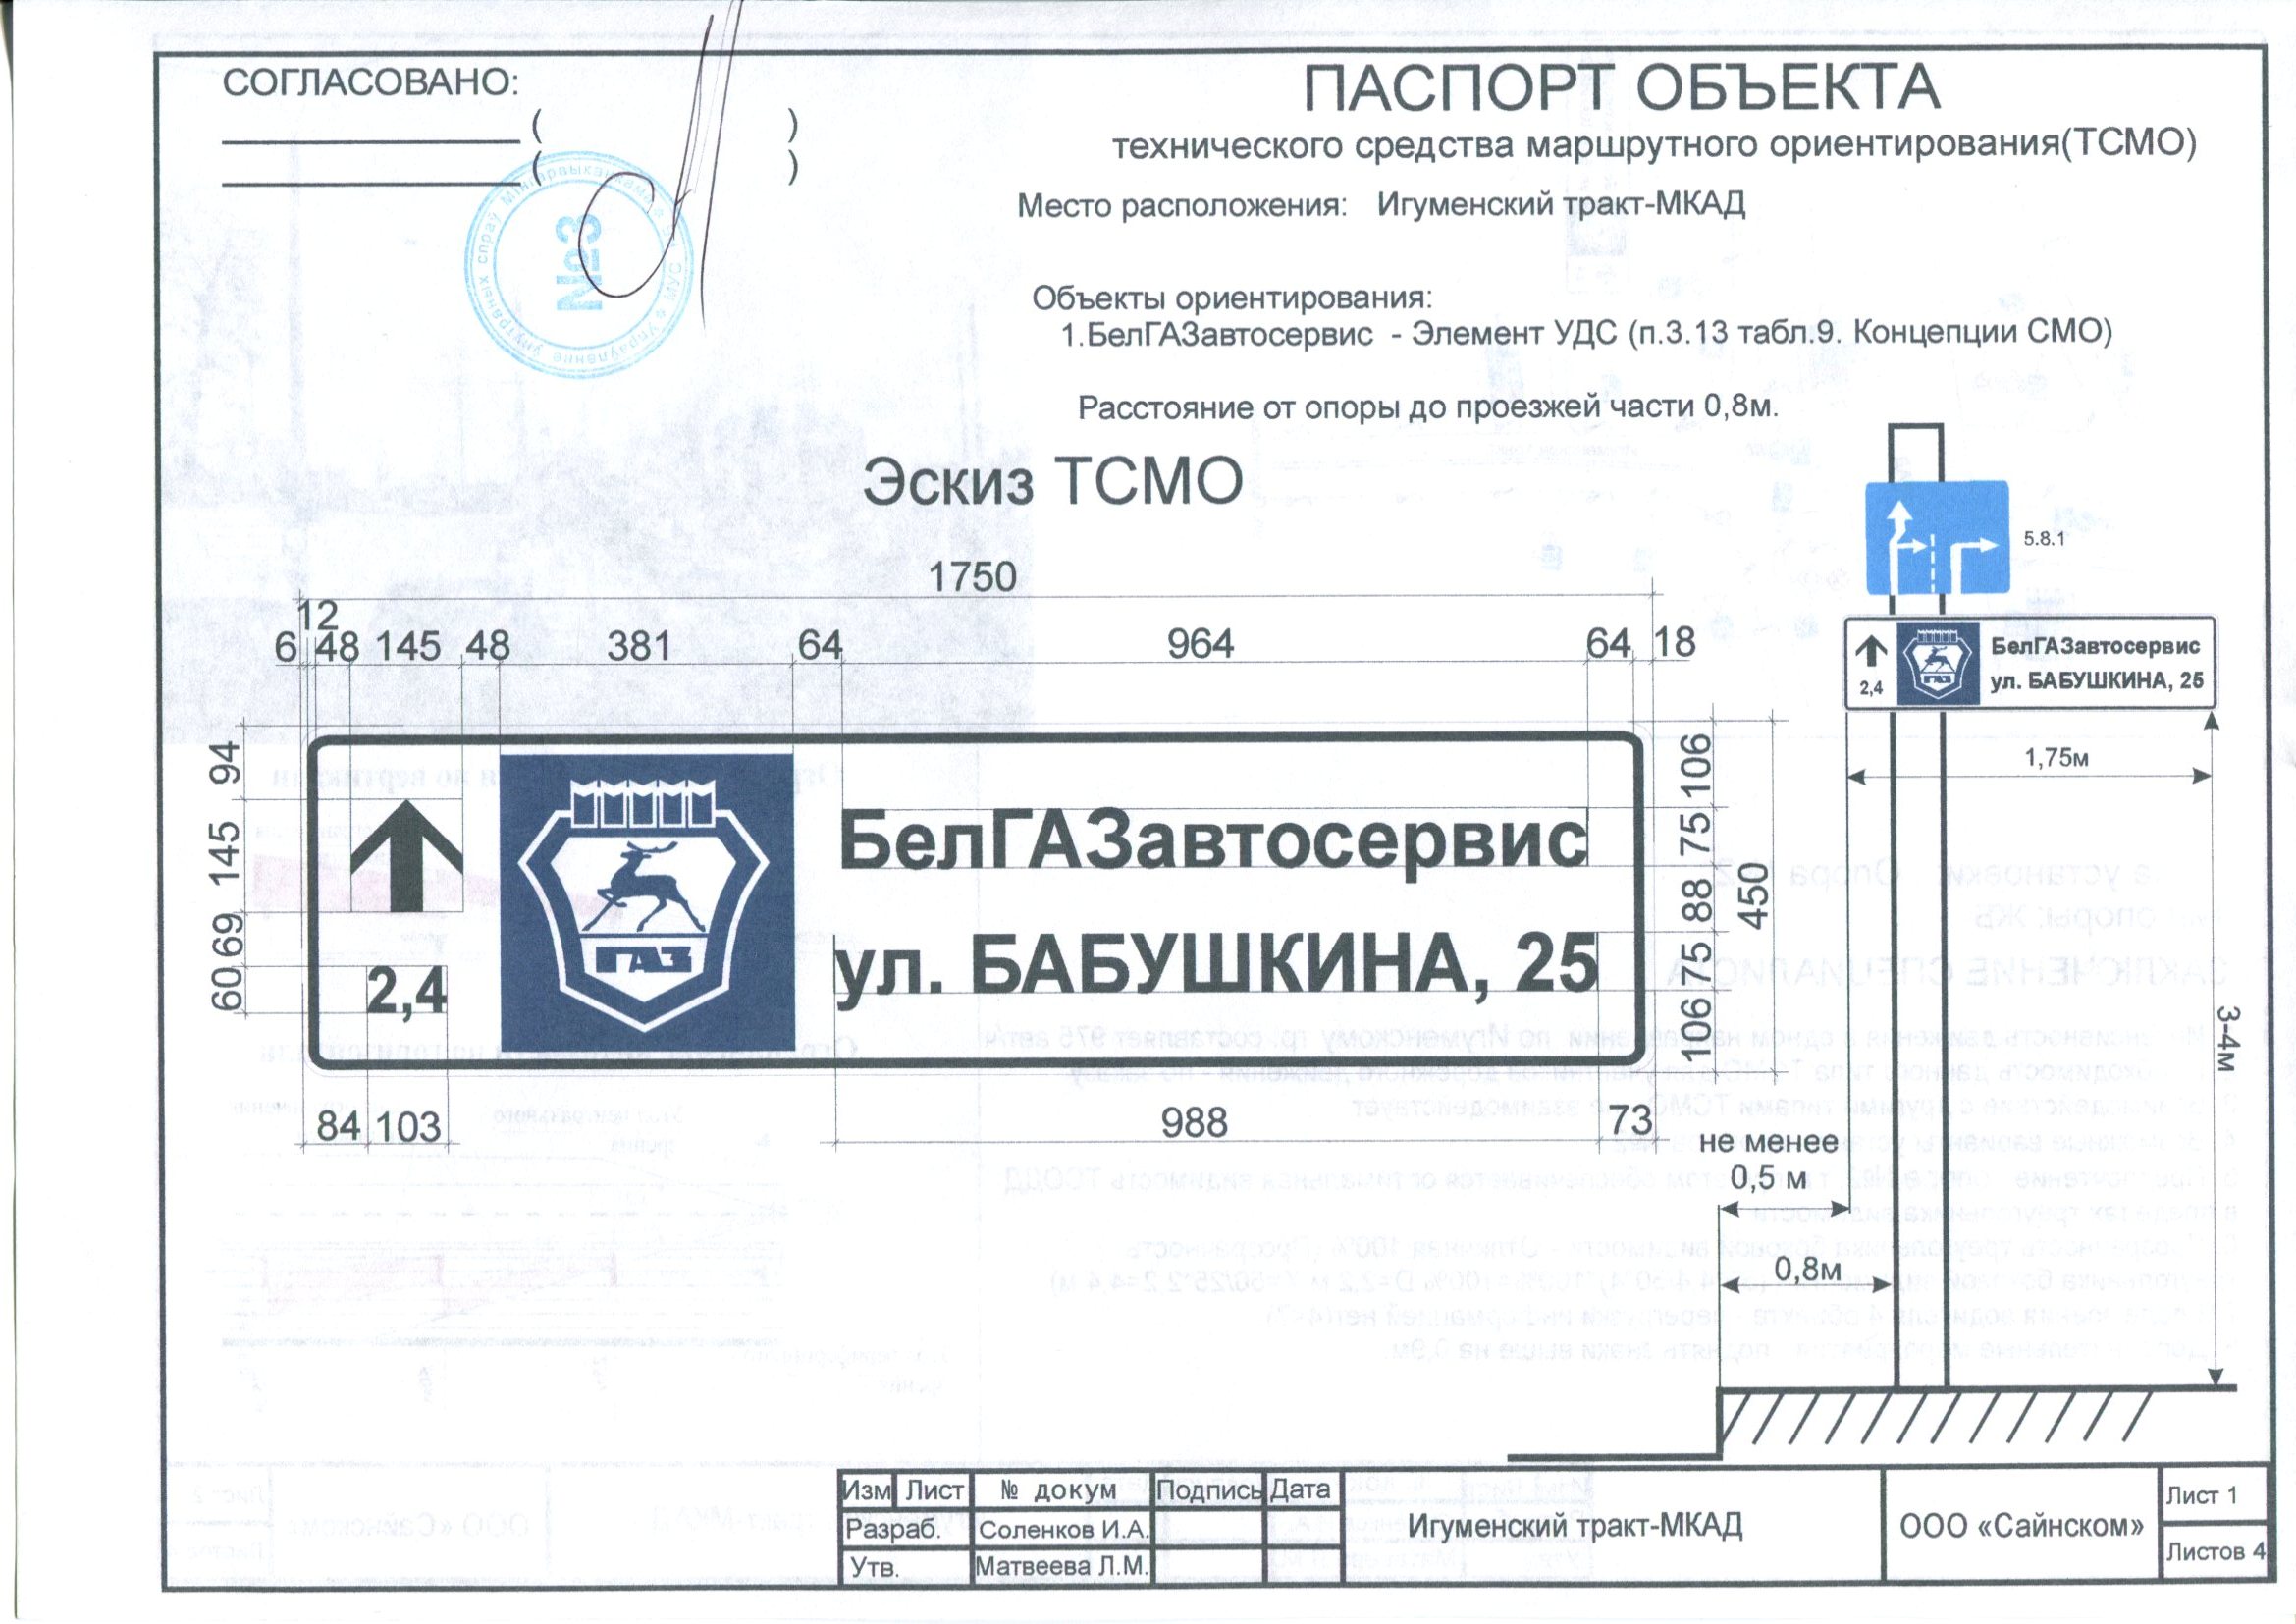 СОГЛАСОВАНО:
( )
( )
№3
ПАСПОРТ ОБЪЕКТА
технического средства маршрутного ориентирования(ТСМО)
Место расположения: Игуменский тракт-МКАД
Объекты ориентирования:
1.БелГАЗавтосервис - Элемент УДС (п.3.13 табл.9. Концепции СМО)
Расстояние от опоры до проезжей части 0,8м.
Эскиз ТСМО
5.8.1
1750
12
6 48 145 48 381 64 964 64 18
БелГАЗавтосервис
2,4 ГАЗ ул. БАБУШКИНА, 25
1,75м
94 145 69 60
106 75 88 75 106
450
БелГАЗавтосервис
ГАЗ
2,4 ул. БАБУШКИНА, 25
84 103 988 73
3-4м
не менее
0,5 м
0,8м
Изм Лист № докум Подпись Дата
Разраб. Соленков И.А.
Утв. Матвеева Л.М.
Игуменский тракт-МКАД
ООО «Сайнском»
Лист 1
Листов 4